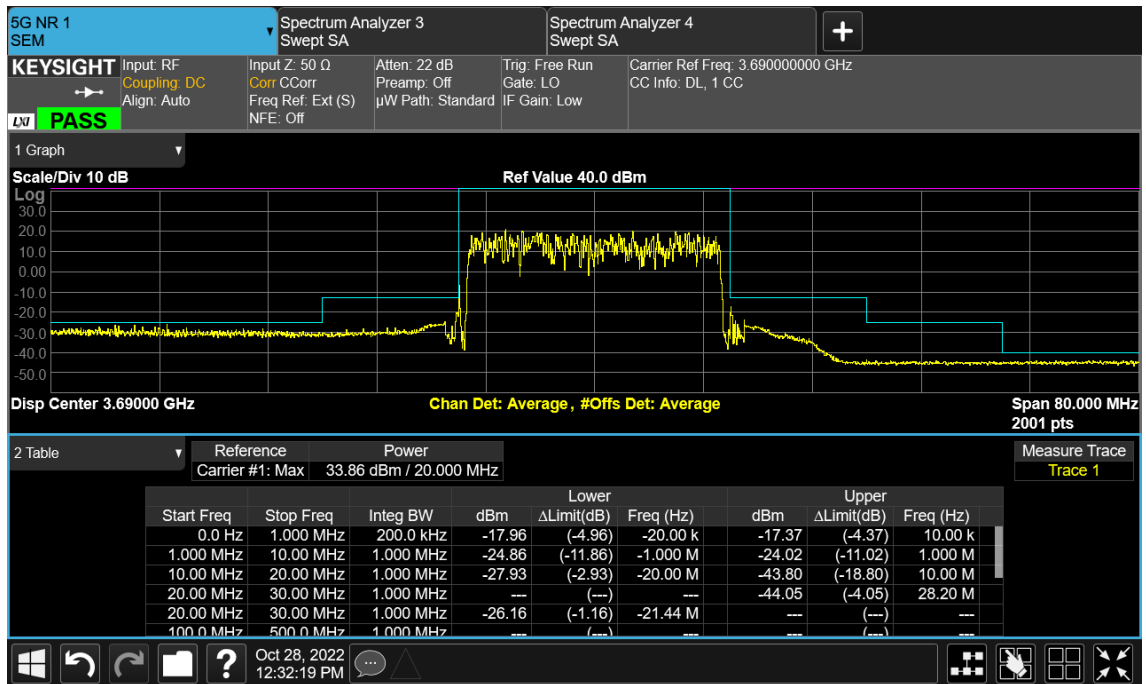 5G NR 1
SEM
Spectrum Analyzer 3
Swept SA
Spectrum Analyzer 4
Swept SA
KEYSIGHT
LXI PASS
Input: RF
Coupling: DC
Align: Auto
Input Z: 50 Ω
Corr CCorr
Freq Ref: Ext (S)
NFE: Off
Atten: 22 dB
Preamp: Off
µW Path: Standard
Trig: Free Run
Gate: LO
IF Gain: Low
Carrier Ref Freq: 3.690000000 GHz
CC Info: DL, 1 CC
1 Graph
Scale/Div 10 dB Ref Value 40.0 dBm
Log
30.0
20.0
10.0
0.00
-10.0
-20.0
-30.0
-40.0
-50.0
Disp Center 3.69000 GHz Chan Det: Average, #Offs Det: Average Span 80.000 MHz
2001 pts
2 Table
Reference Power
Carrier #1: Max 33.86 dBm / 20.000 MHz
Measure Trace
Trace 1
Lower Upper
Start Freq Stop Freq Integ BW dBm ΔLimit(dB) Freq (Hz) dBm ΔLimit(dB) Freq (Hz)
0.0 Hz 1.000 MHz 200.0 kHz -17.96 (-4.96) -20.00 k -17.37 (-4.37) 10.00 k
1.000 MHz 10.00 MHz 1.000 MHz -24.86 (-11.86) -1.000 M -24.02 (-11.02) 1.000 M
10.00 MHz 20.00 MHz 1.000 MHz -27.93 (-2.93) -20.00 M -43.80 (-18.80) 10.00 M
20.00 MHz 30.00 MHz 1.000 MHz --- (---) --- -44.05 (-4.05) 28.20 M
20.00 MHz 30.00 MHz 1.000 MHz -26.16 (-1.16) -21.44 M --- (---) ---
100.0 MHz 500.0 MHz 1.000 MHz --- (---) --- --- (---) ---
?
Oct 28, 2022
12:32:19 PM